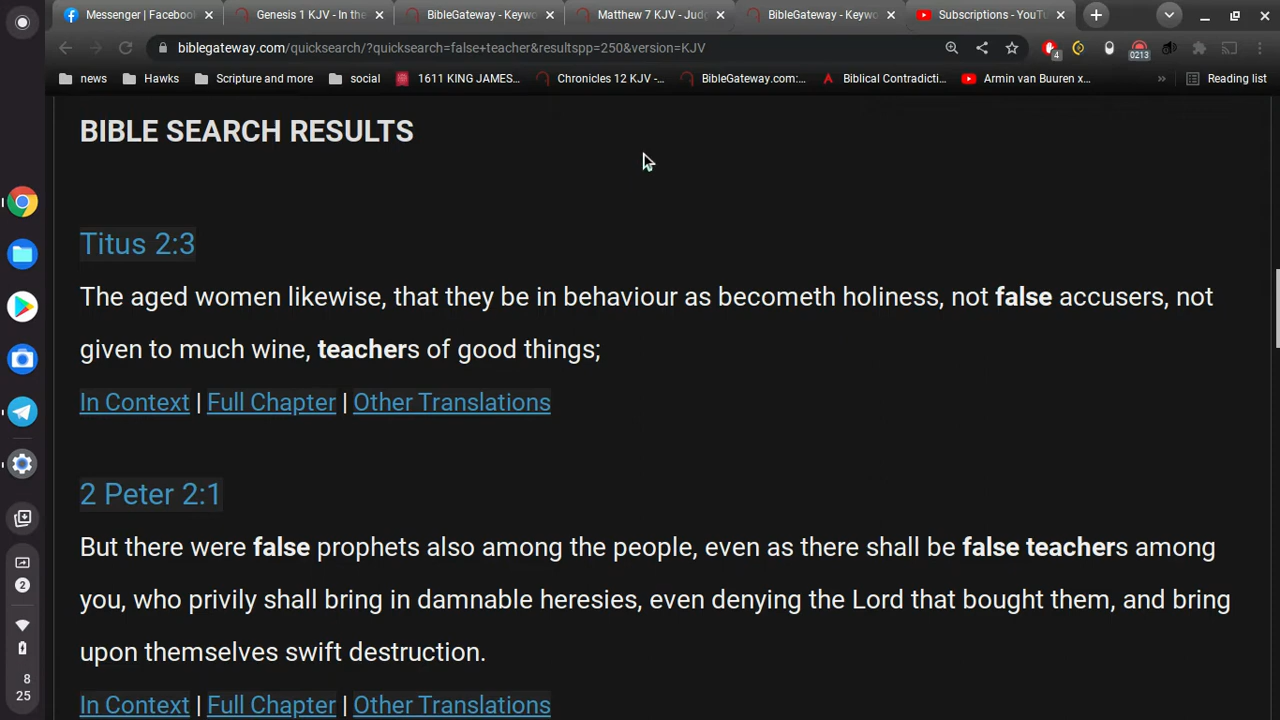 Messenger | Facebook
Genesis 1 KJV - In the
BibleGateway - Keywo
Matthew 7 KJV - Judg
BibleGateway - Keywo
Subscriptions - YouTu
biblegateway.com/quicksearch/?quicksearch=false+teacher&resultspp=250&version=KJV
4
0213
news
Hawks
Scripture and more
social
1611 KING JAMES...
Chronicles 12 KJV -...
BibleGateway.com:...
Biblical Contradicti...
Armin van Buuren x...
»
Reading list
BIBLE SEARCH RESULTS
Titus 2:3
The aged women likewise, that they be in behaviour as becometh holiness, not false accusers, not
given to much wine, teachers of good things;
In Context | Full Chapter | Other Translations
2 Peter 2:1
But there were false prophets also among the people, even as there shall be false teachers among
you, who privily shall bring in damnable heresies, even denying the Lord that bought them, and bring
upon themselves swift destruction.
In Context | Full Chapter | Other Translations
2
8
25